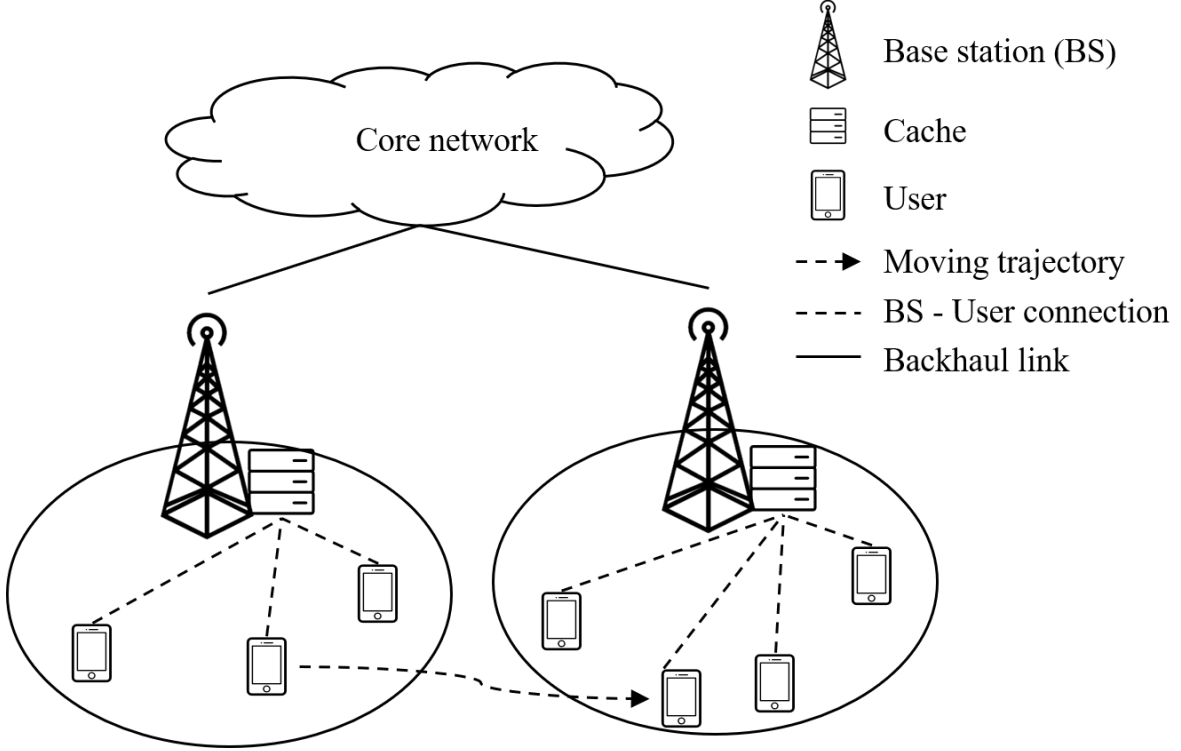 Core network
Base station (BS)
Cache
User
Moving trajectory
BS - User connection
Backhaul link